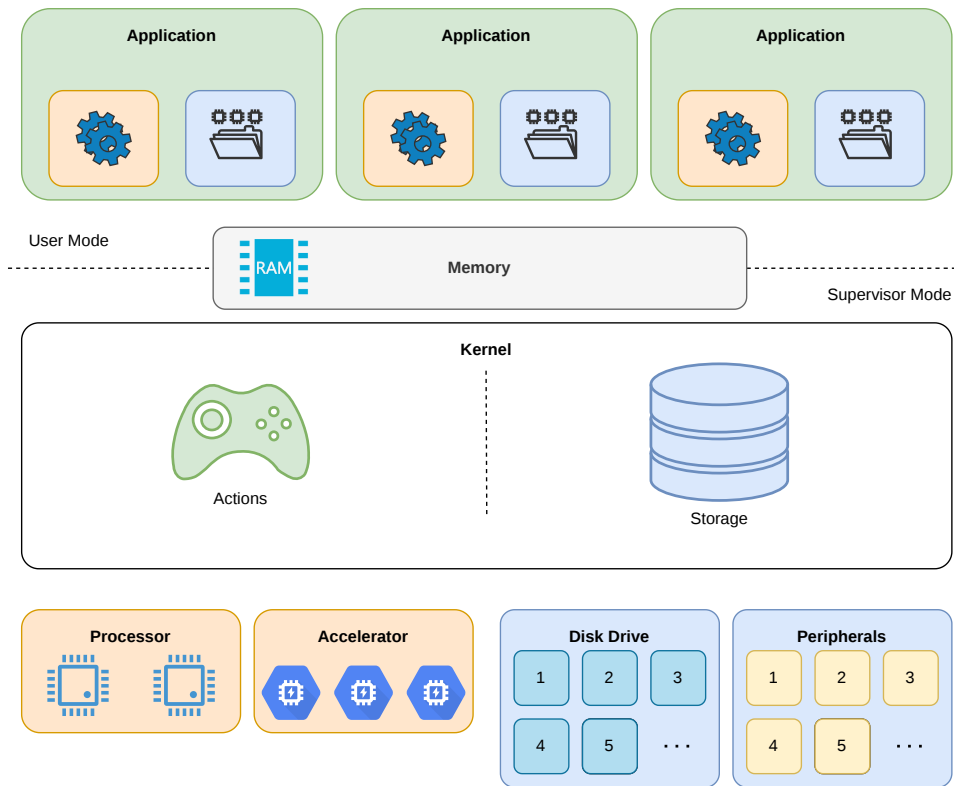 Application
Application
Application
User Mode
RAM
Memory
Supervisor Mode
Kernel
Actions
Storage
Processor
Accelerator
Disk Drive
1 2 3
4 5 ...
Peripherals
1 2 3
4 5 ...